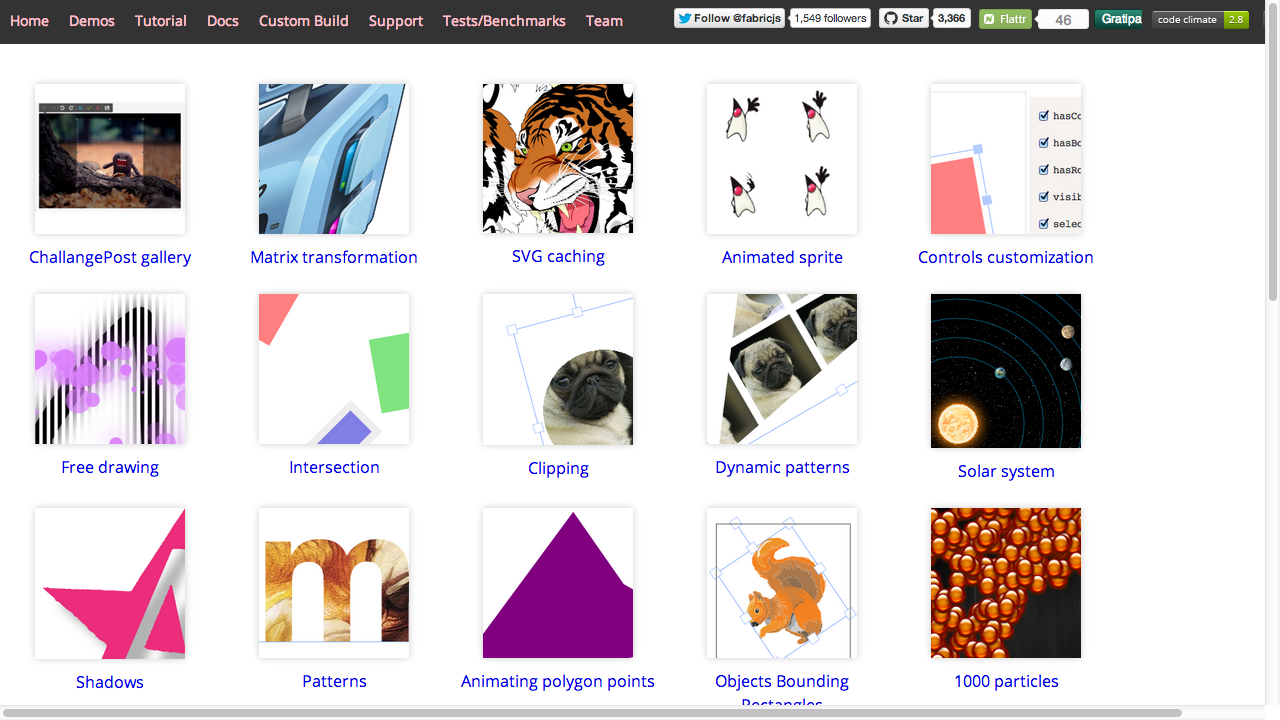 Home Demos Tutorial Docs Custom Build Support Tests/Benchmarks Team Follow @fabricjs 1,549 followers Star 3,366 Flattr 46 Gratipa code climate 2.8
hasCo
hasBo
hasRo
visib
selec
ChallangePost gallery Matrix transformation SVG caching Animated sprite Controls customization
Free drawing Intersection Clipping Dynamic patterns Solar system
m
Shadows Patterns Animating polygon points Objects Bounding 1000 particles
Rectangles